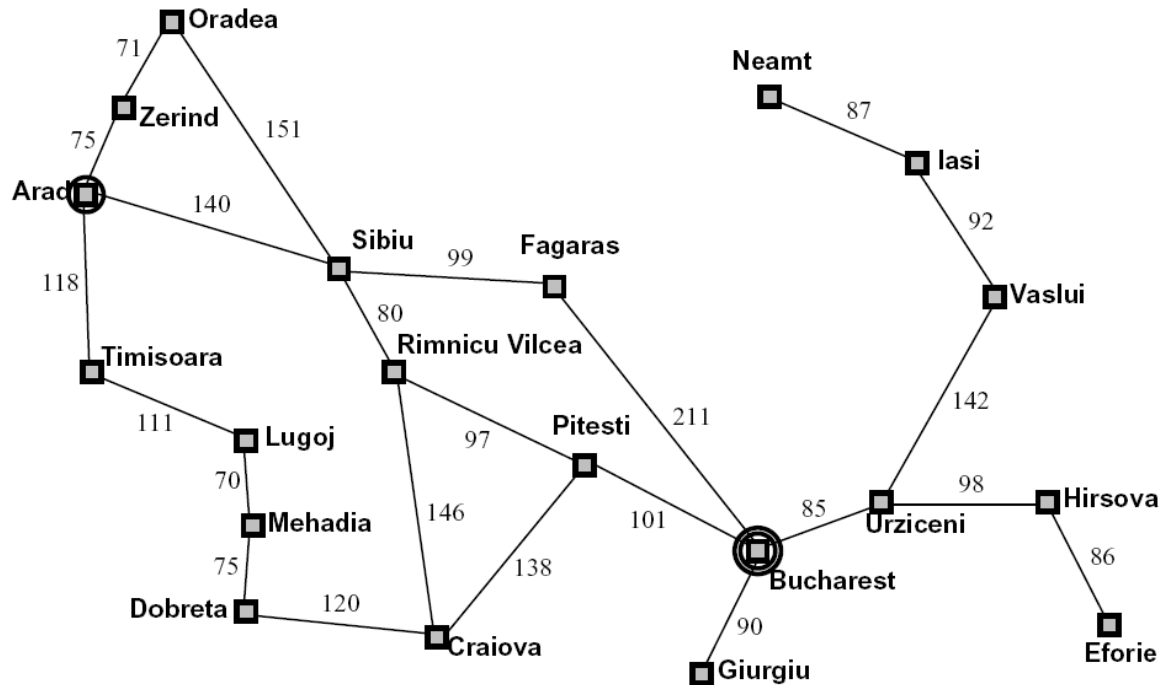 Oradea
71
Neamt
87
Zerind
151
75
Iasi
Arad
140
92
Sibiu
Fagaras
99
118
Vaslui
80
Timisoara
Rimnicu Vilcea
142
111
211
Lugoj
97
Pitesti
70
98
Hirsova
85
Mehadia
146
101
Urziceni
86
75
138
Bucharest
Dobreta
120
90
Craiova
Eforie
Giurgiu